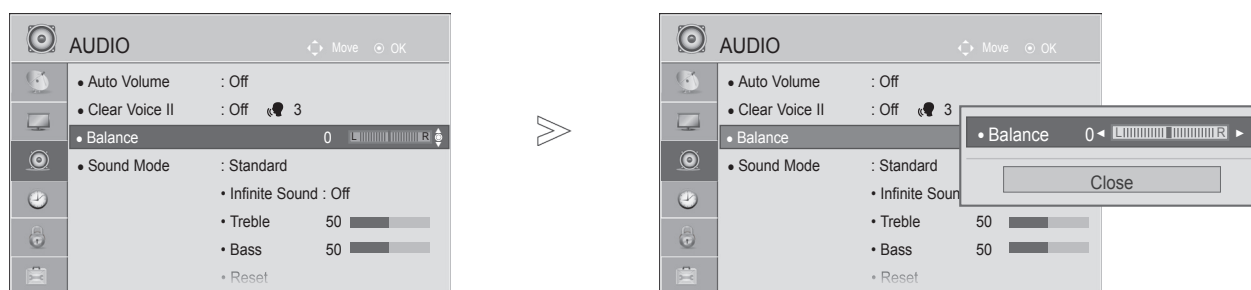 AUDIO
Move OK
• Auto Volume : Off
• Clear Voice II : Off 3
• Balance 0 L R
• Sound Mode : Standard
• Infinite Sound : Off
• Treble 50
• Bass 50
• Reset
AUDIO
Move OK
• Auto Volume : Off
• Clear Voice II : Off 3
• Balance
• Sound Mode : Standard
• Infinite Soun
• Treble 50
• Bass 50
• Reset
• Balance 0 ◄ L R ►
Close